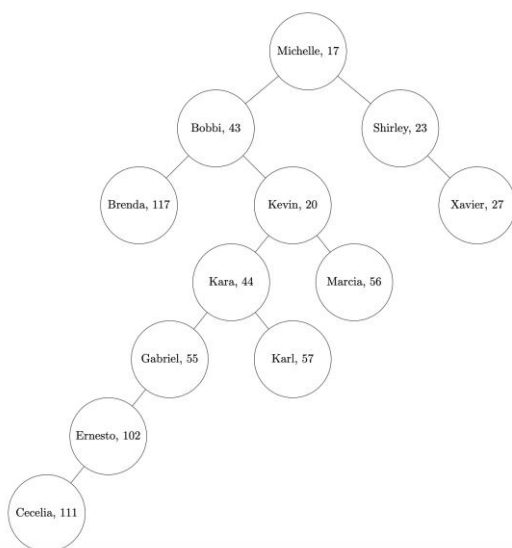 Michelle, 17
Bobbi, 43
Shirley, 23
Brenda, 117
Kevin, 20
Xavier, 27
Kara, 44
Marcia, 56
Gabriel, 55
Karl, 57
Ernesto, 102
Cecelia, 111